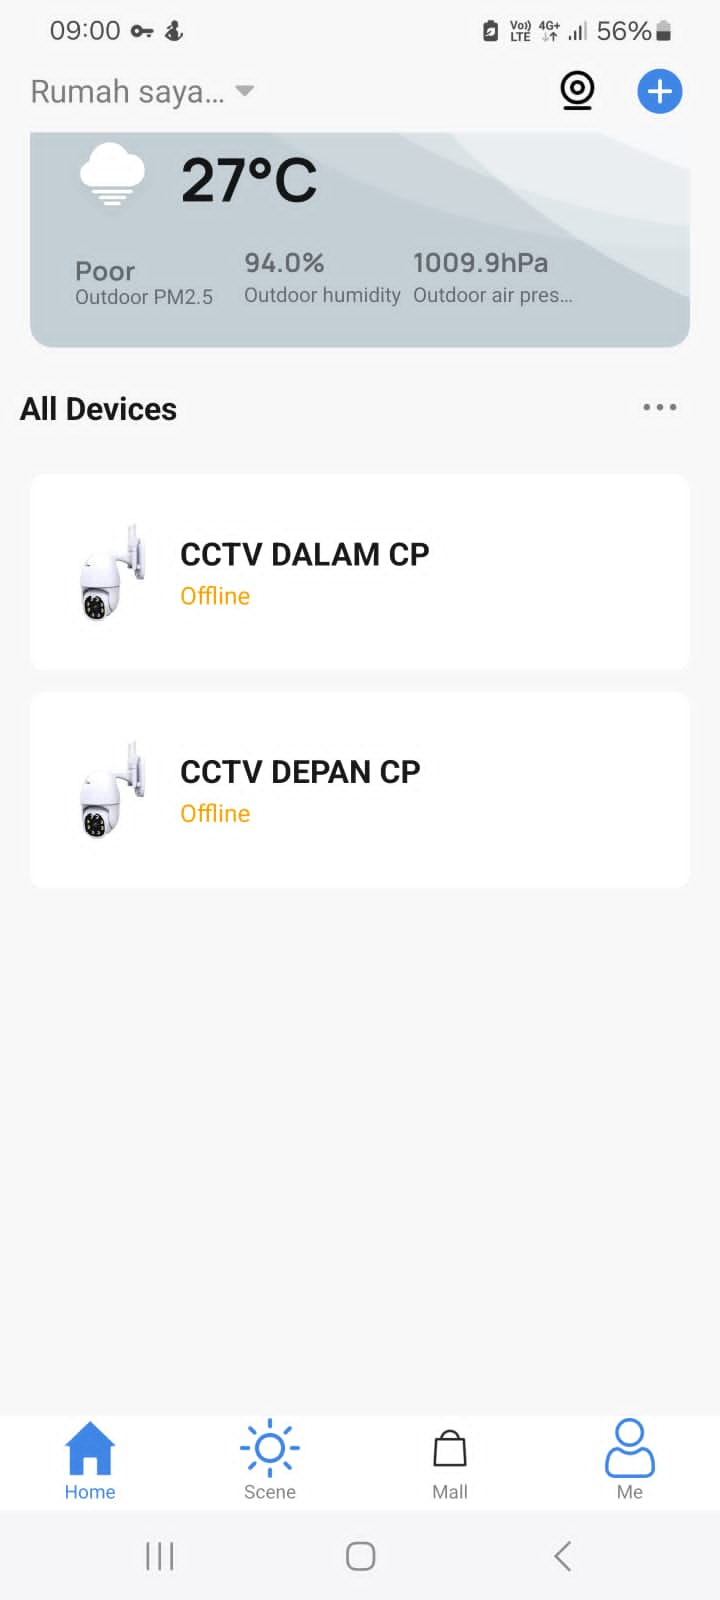 09:00
Vo)) LTE 4G+ 56%
Rumah saya...
27°C
Poor
Outdoor PM2.5
94.0%
Outdoor humidity
1009.9hPa
Outdoor air pres...
All Devices
CCTV DALAM CP
Offline
CCTV DEPAN CP
Offline
Home
Scene
Mall
Me